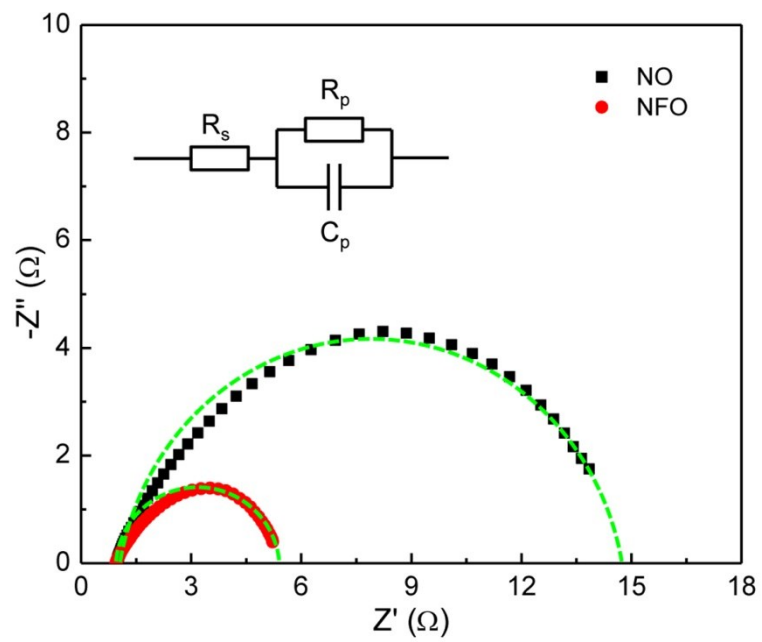 10
8
6
4
2
0
-Z" (Ω)
NO
NFO
Rs
Rp
Cp
0 3 6 9 12 15 18
Z' (Ω)